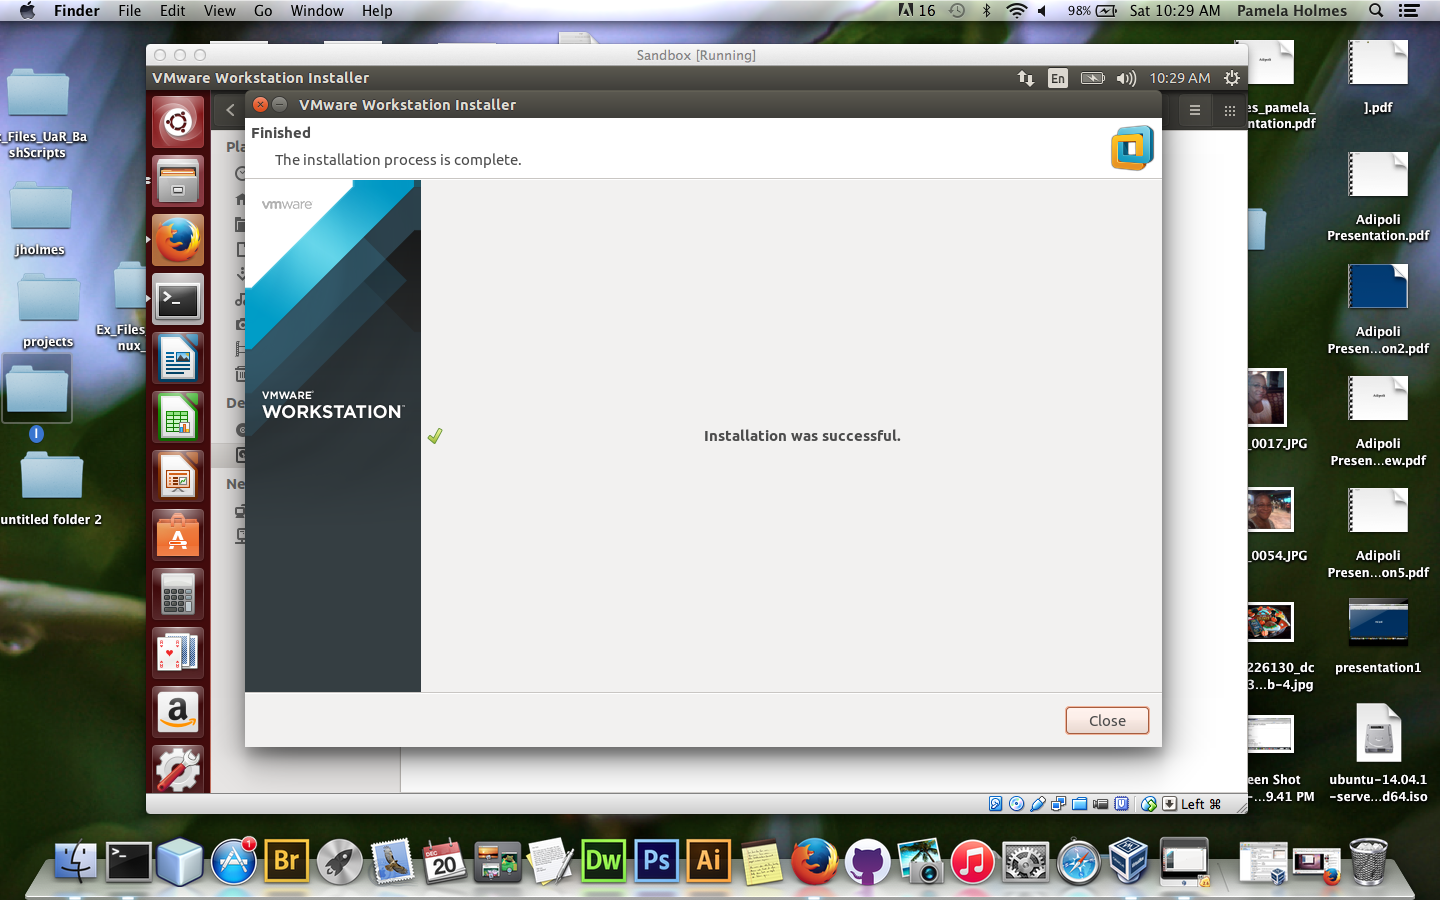 Finder File Edit View Go Window Help
16 98% Sat 10:29 AM Pamela Holmes
Sandbox [Running]
VMware Workstation Installer
En 10:29 AM
VMware Workstation Installer
Finished
The installation process is complete.
vmware
VMWARE®
WORKSTATION™
Installation was successful.
Close
Pla
De
Ne
Left ⌘
_Files_UaR_Ba
shScripts
jholmes
projects
Ex_Files
nux_
l
untitled folder 2
es_pamela_
ntation.pdf
].pdf
Adipoli
Presentation.pdf
Adipoli
Presen...on2.pdf
_0017.JPG
Adipoli
Presen...ew.pdf
_0054.JPG
Adipoli
Presen...on5.pdf
226130_dc
3...b-4.jpg
presentation1
een Shot
-...9.41 PM
ubuntu-14.04.1
-serve...d64.iso
>_
A
a
1
Br
DEC
20
Dw
Ps
Ai